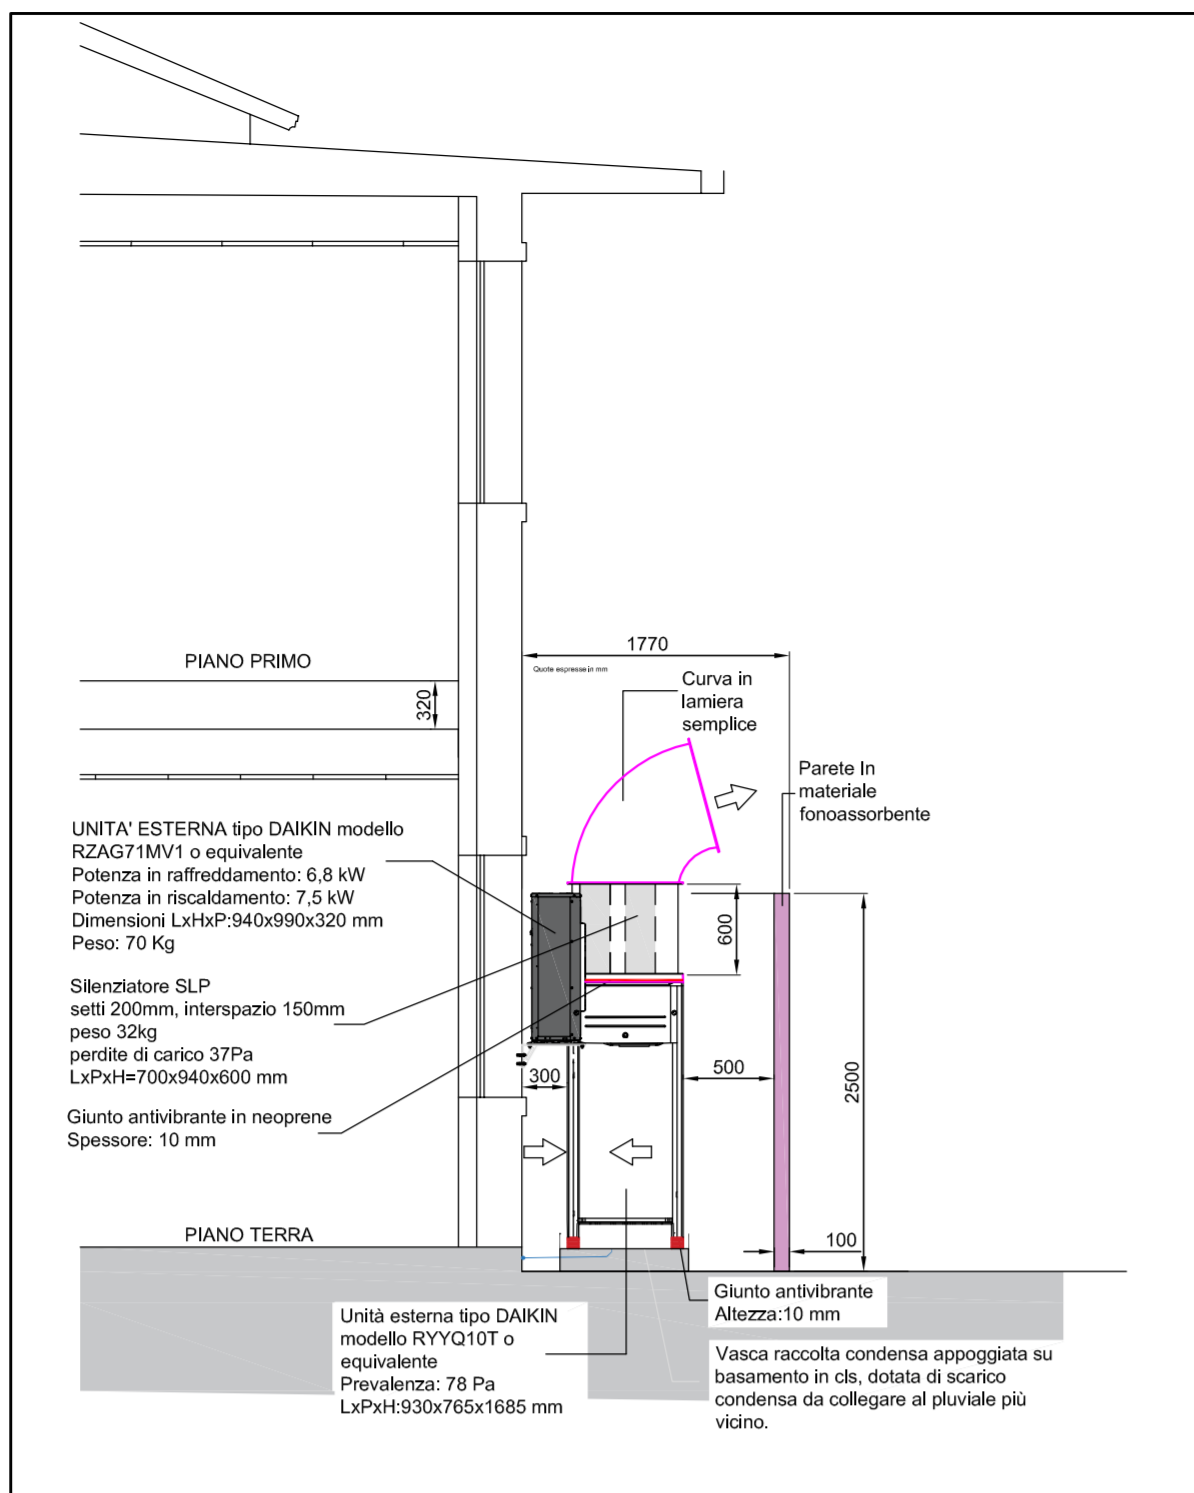 1770
Quote espresse in mm
PIANO PRIMO
320
Curva in
lamiera
semplice
Parete In
materiale
fonoassorbente
UNITA' ESTERNA tipo DAIKIN modello
RZAG71MV1 o equivalente
Potenza in raffreddamento: 6,8 kW
Potenza in riscaldamento: 7,5 kW
Dimensioni LxHxP:940x990x320 mm
Peso: 70 Kg
600
Silenziatore SLP
setti 200mm, interspazio 150mm
peso 32kg
perdite di carico 37Pa
LxPxH=700x940x600 mm
300
500
2500
Giunto antivibrante in neoprene
Spessore: 10 mm
PIANO TERRA
100
Giunto antivibrante
Altezza:10 mm
Unità esterna tipo DAIKIN
modello RYYQ10T o
equivalente
Prevalenza: 78 Pa
LxPxH:930x765x1685 mm
Vasca raccolta condensa appoggiata su
basamento in cls, dotata di scarico
condensa da collegare al pluviale più
vicino.